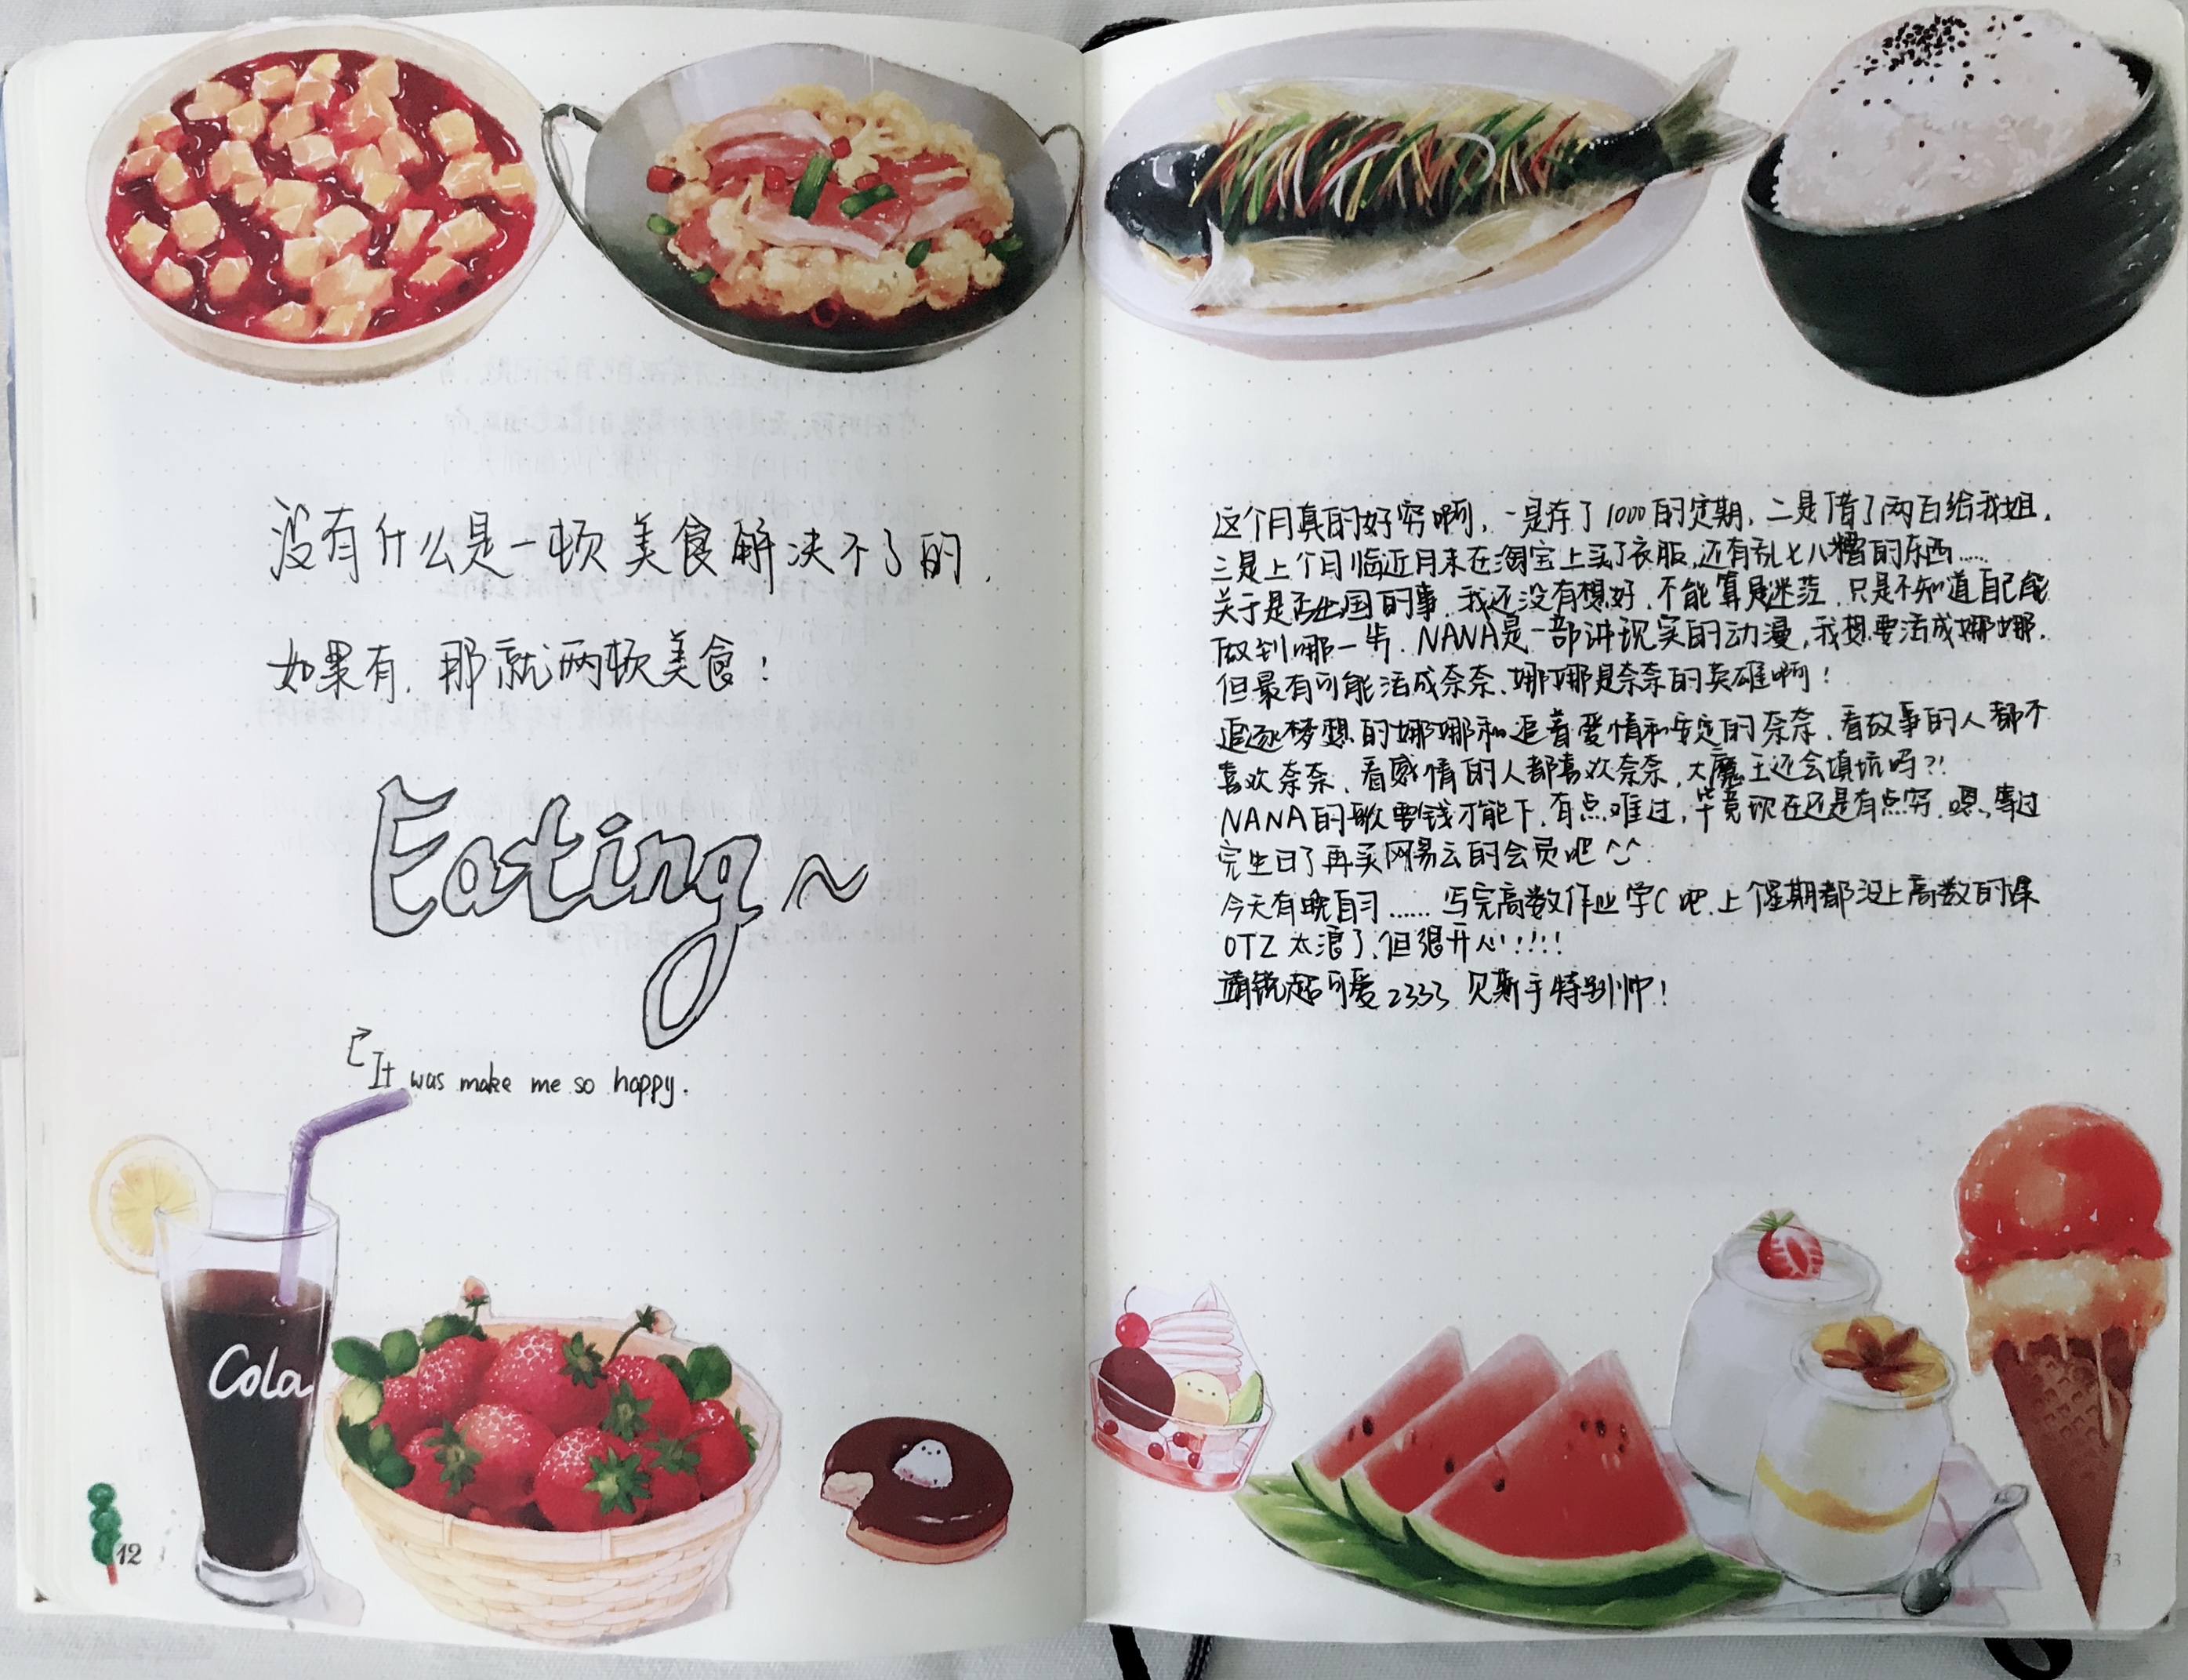 没有什么是一顿美食解决不了的.
如果有.那就两顿美食!
Eating~
It was make me so happy.
Cola
12
这个月真的好穷啊,一是存了1000的定期,二是借了两百给我姐.
三是上个月临近月末在淘宝上买了衣服,还有乱七八糟的东西......
关于是否出国的事.我还没有想好.不能算是迷茫.只是不知道自己能
做到哪一步.NANA是一部讲现实的动漫,我想要活成娜娜.
但最有可能活成奈奈.娜娜是奈奈的英雄啊!
追逐梦想的娜娜和追着爱情和安定的奈奈.看故事的人都不
喜欢奈奈.看感情的人都喜欢奈奈,大魔王还会填坑吗?!
NANA的歌要钱才能下.有点难过,毕竟现在还是有点穷.嗯、等过
完生日了再买网易云的会员吧^^.
今天有晚自习......写完高数作业学C吧.上个星期都没上高数的课
OTZ 太浪了.但很开心!!!!
超可爱2333 贝斯手特别帅!